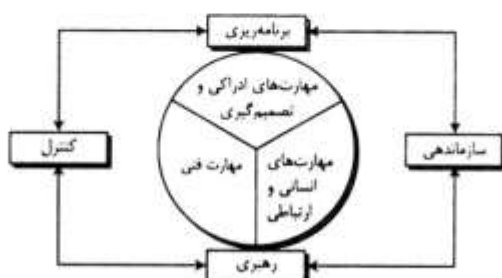 برنامه‌ریزی
مهارت‌های ادراکی و
تصمیم‌گیری
سازماندهی
کنترل
مهارت‌های
انسانی و
ارتباطی
مهارت فنی
رهبری